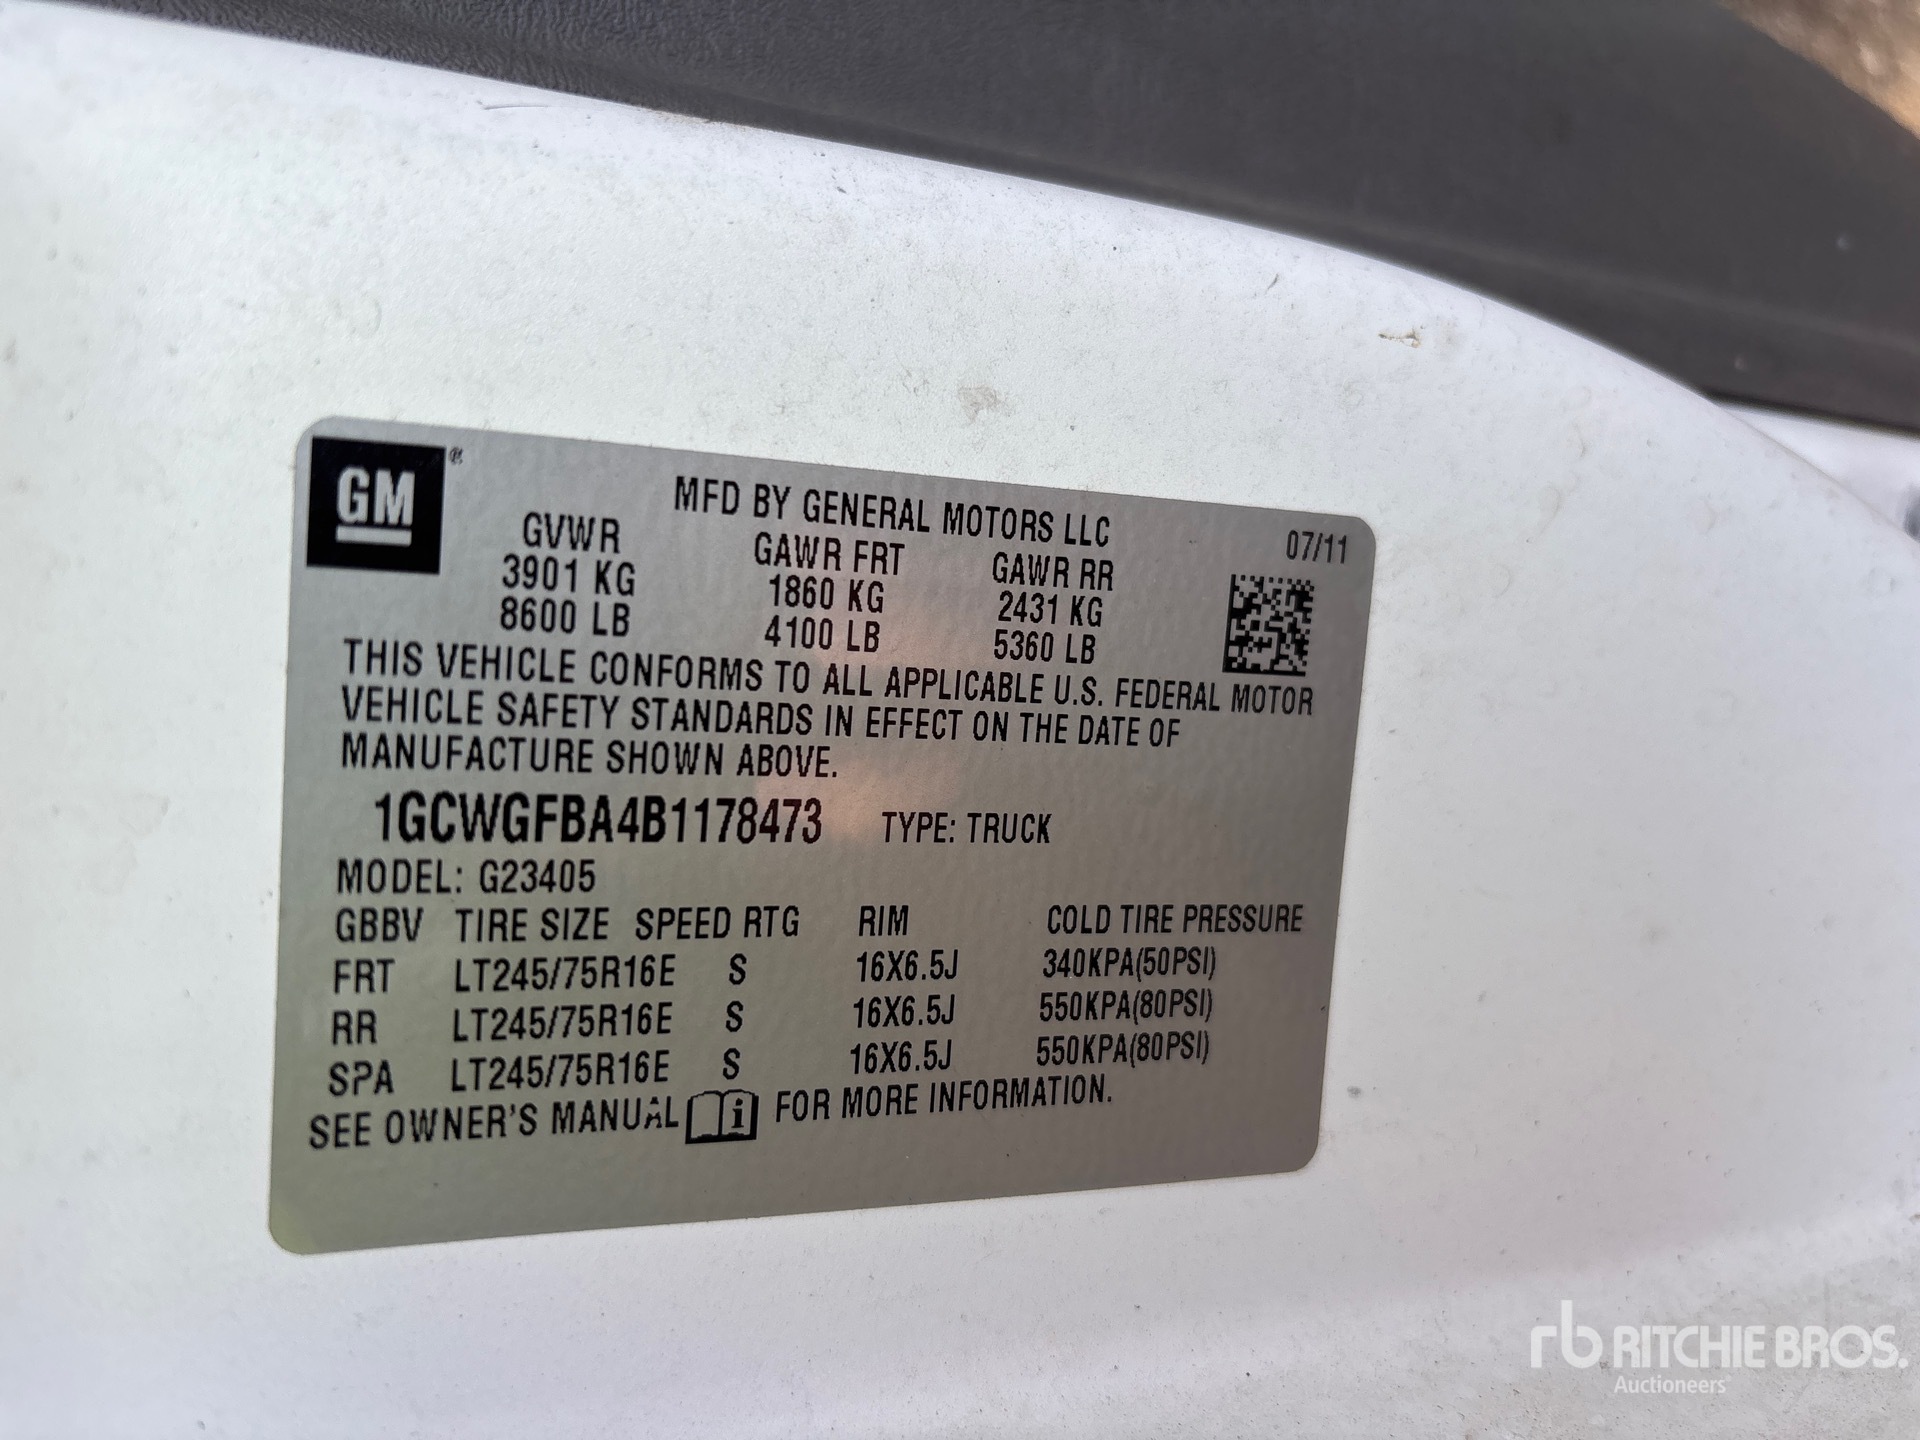 GM®
MFD BY GENERAL MOTORS LLC
07/11
GVWR GAWR FRT GAWR RR
3901 KG 1860 KG 2431 KG
8600 LB 4100 LB 5360 LB
THIS VEHICLE CONFORMS TO ALL APPLICABLE U.S. FEDERAL MOTOR
VEHICLE SAFETY STANDARDS IN EFFECT ON THE DATE OF
MANUFACTURE SHOWN ABOVE.
1GCWGFBA4B1178473 TYPE: TRUCK
MODEL: G23405
GBBV TIRE SIZE SPEED RTG RIM COLD TIRE PRESSURE
FRT LT245/75R16E S 16X6.5J 340KPA(50PSI)
RR LT245/75R16E S 16X6.5J 550KPA(80PSI)
SPA LT245/75R16E S 16X6.5J 550KPA(80PSI)
SEE OWNER'S MANUAL i FOR MORE INFORMATION.
rb RITCHIE BROS.
Auctioneers